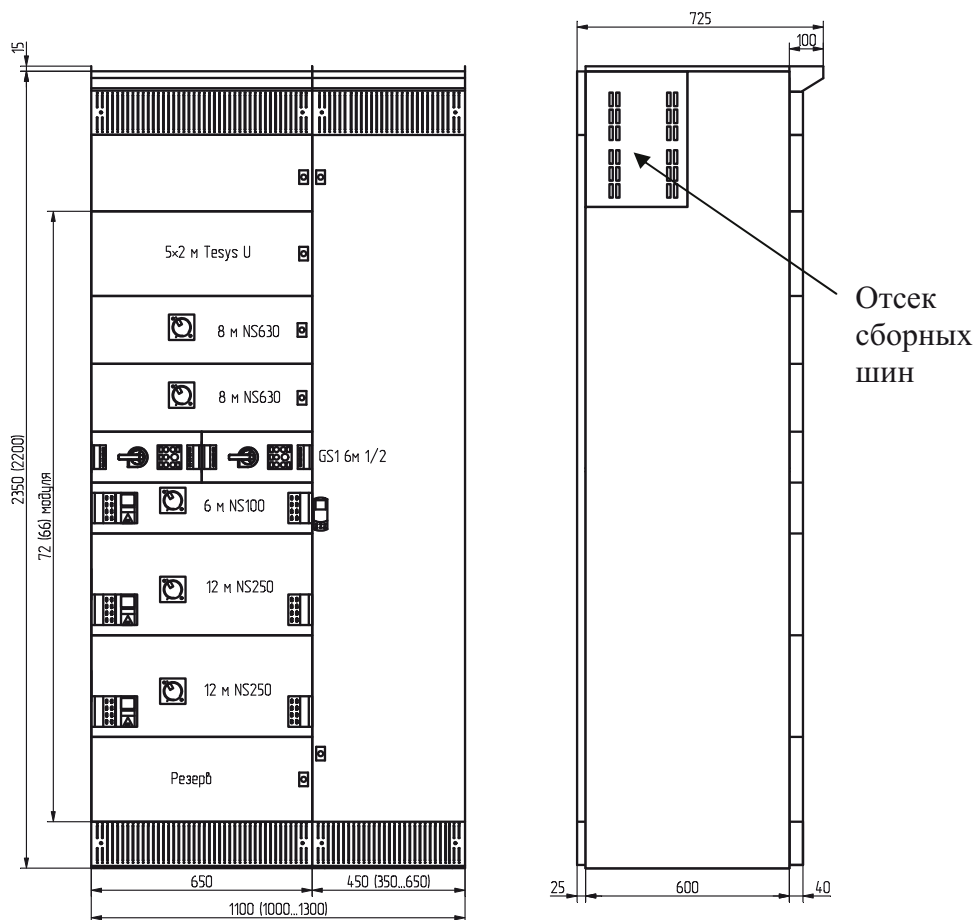 725
100
15
5×2 м Tesys U
8 м NS630
8 м NS630
GS1 6м 1/2
6 м NS100
12 м NS250
12 м NS250
Резерв
2350 (2200)
72 (66) модуля
650
450 (350...650)
1100 (1000...1300)
Отсек
сборных
шин
25
600
40